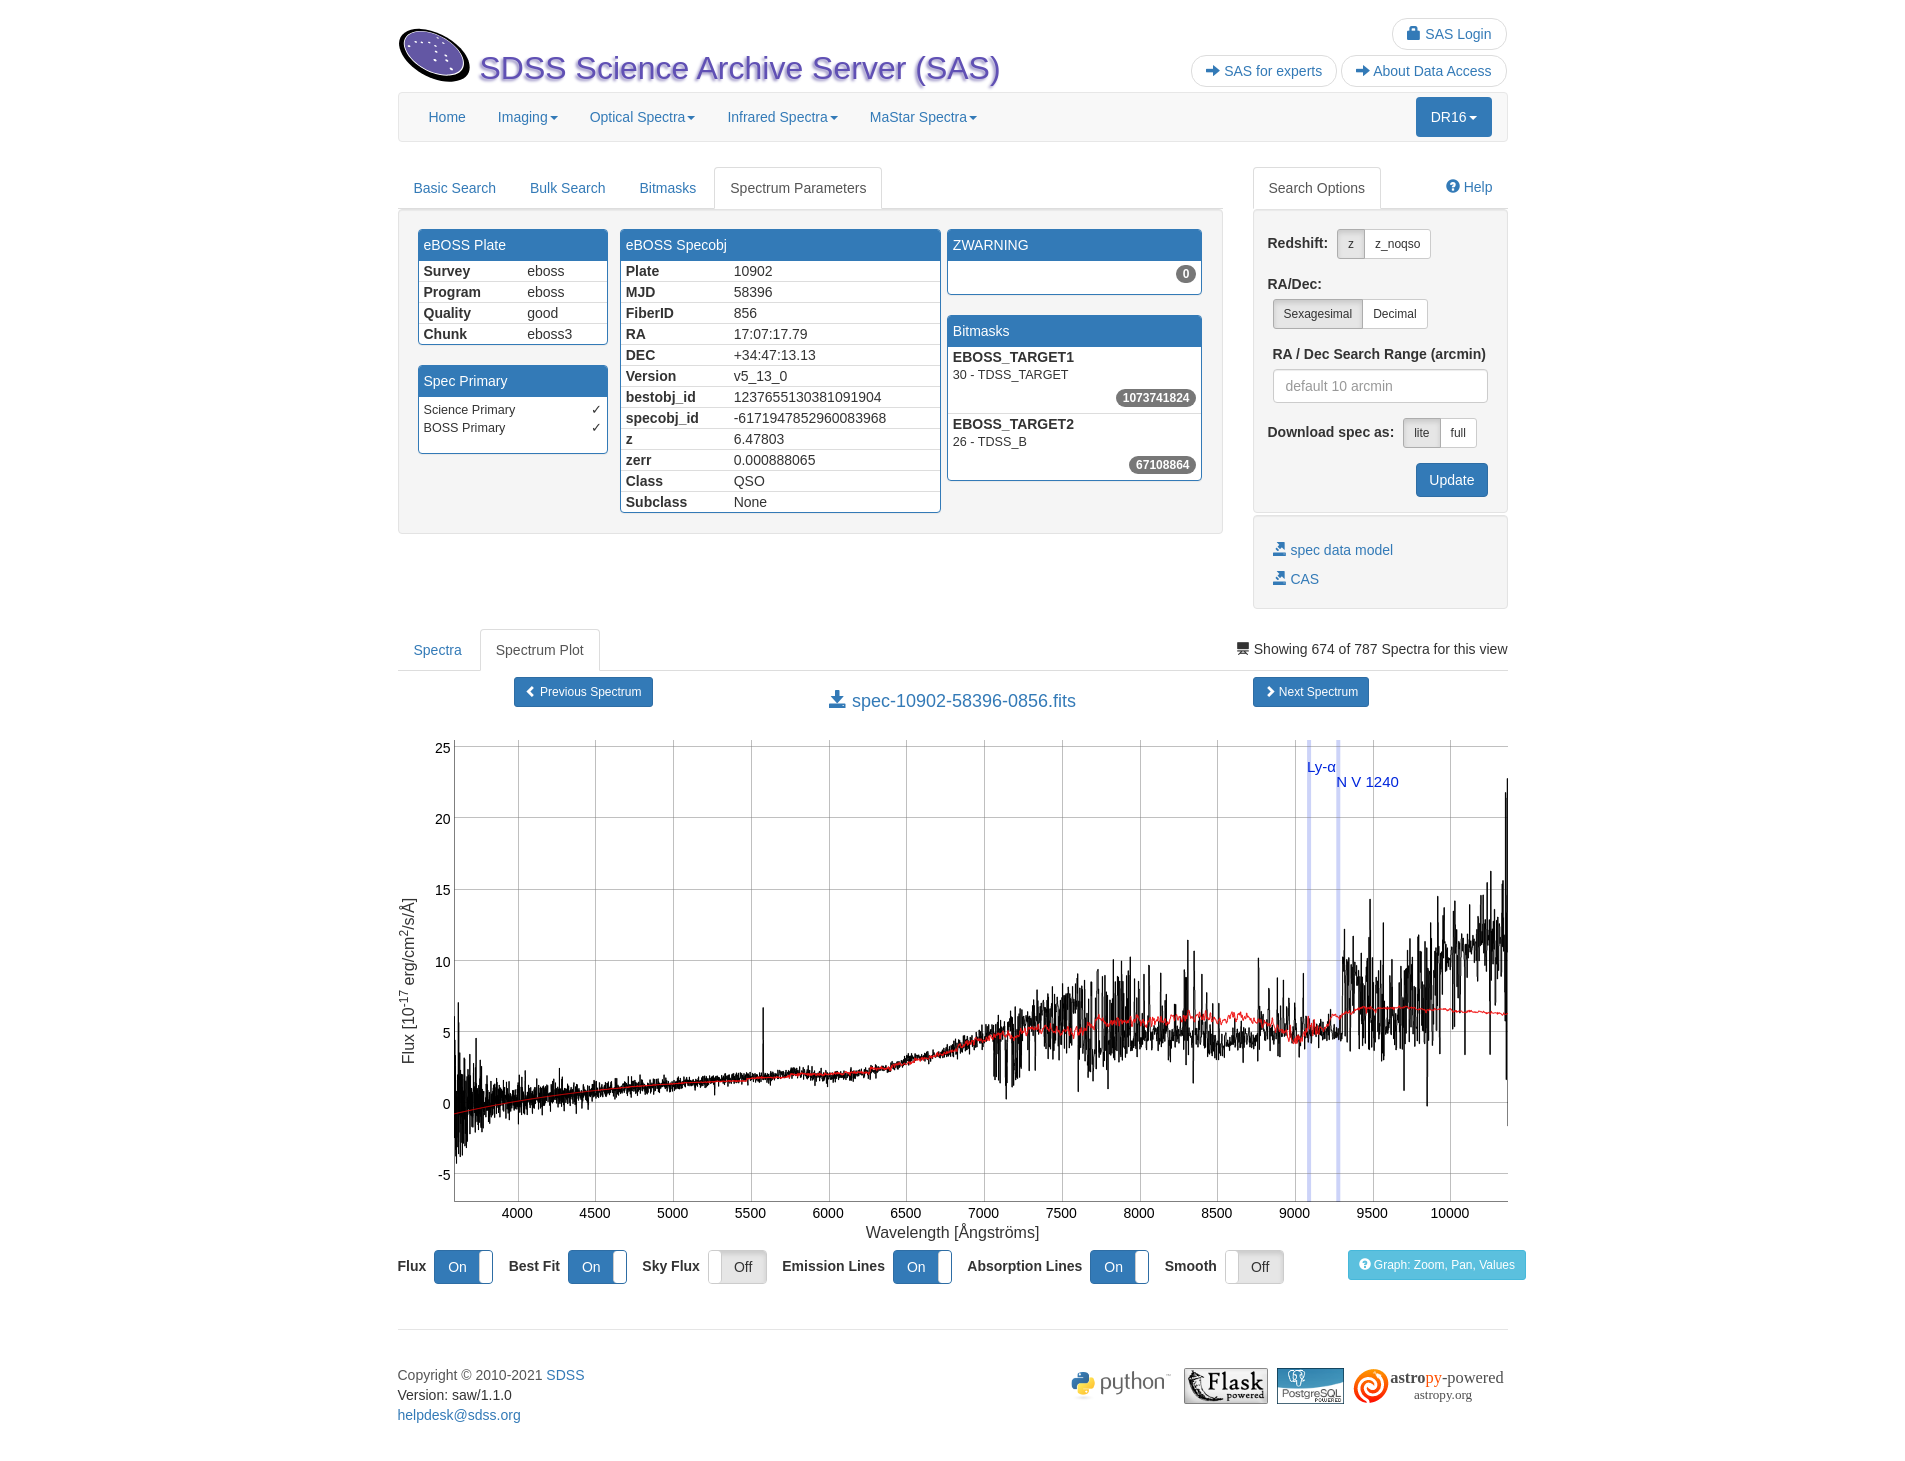 SAS Login
SDSS Science Archive Server (SAS)
SAS for experts
About Data Access
Home
Imaging
Optical Spectra
Infrared Spectra
MaStar Spectra
DR16
Basic Search
Bulk Search
Bitmasks
Spectrum Parameters
Search Options
Help
eBOSS Plate
Survey eboss
Program eboss
Quality good
Chunk eboss3
Spec Primary
Science Primary ✓
BOSS Primary ✓
eBOSS Specobj
Plate 10902
MJD 58396
FiberID 856
RA 17:07:17.79
DEC +34:47:13.13
Version v5_13_0
bestobj_id 1237655130381091904
specobj_id -6171947852960083968
z 6.47803
zerr 0.000888065
Class QSO
Subclass None
ZWARNING
0
Bitmasks
EBOSS_TARGET1
30 - TDSS_TARGET
1073741824
EBOSS_TARGET2
26 - TDSS_B
67108864
Redshift: z z_noqso
RA/Dec:
Sexagesimal Decimal
RA / Dec Search Range (arcmin)
default 10 arcmin
Download spec as: lite full
Update
spec data model
CAS
Spectra
Spectrum Plot
Showing 674 of 787 Spectra for this view
Previous Spectrum
spec-10902-58396-0856.fits
Next Spectrum
25
20
15
10
5
0
-5
Flux [10-17 erg/cm2/s/Å]
Ly-α
N V 1240
4000 4500 5000 5500 6000 6500 7000 7500 8000 8500 9000 9500 10000
Wavelength [Ångströms]
Flux On Best Fit On Sky Flux Off Emission Lines On Absorption Lines On Smooth Off
Graph: Zoom, Pan, Values
Copyright © 2010-2021 SDSS
Version: saw/1.1.0
helpdesk@sdss.org
python
Flask
powered
PostgreSQL
POWERED
astropy-powered
astropy.org